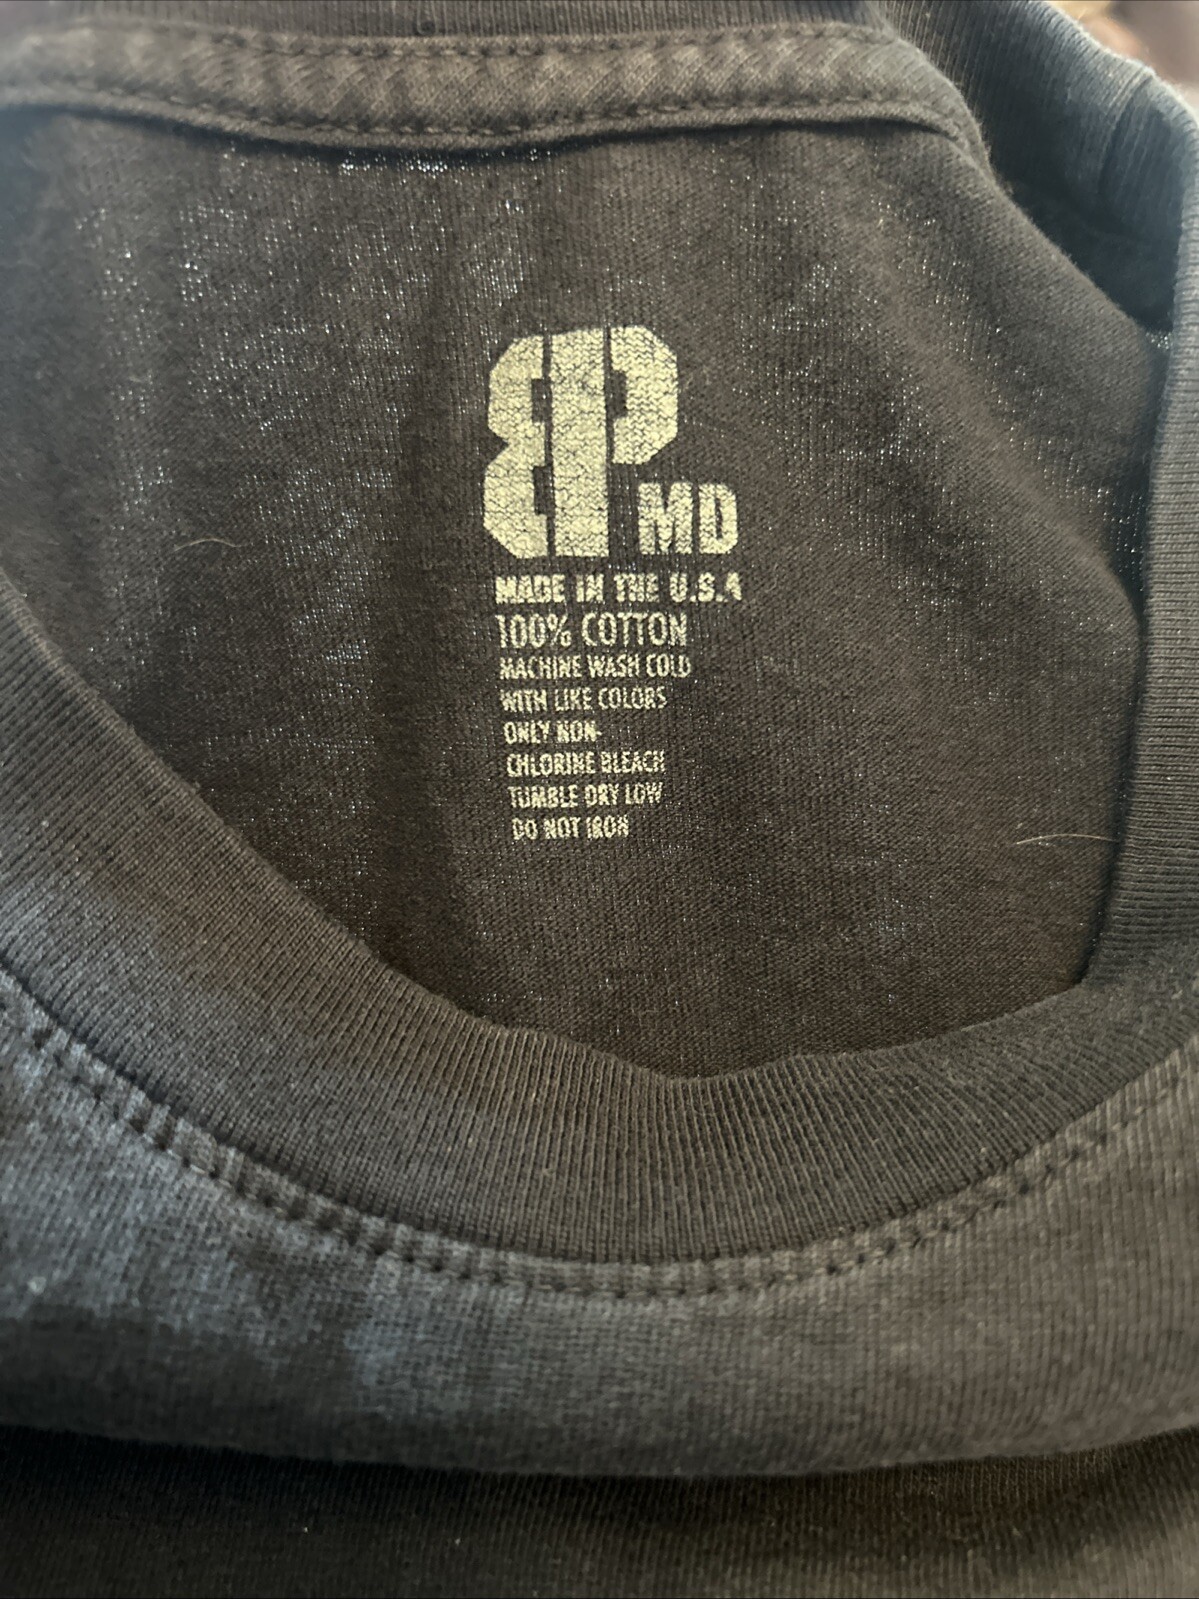 BP MD
MADE IN THE U.S.A
100% COTTON
MACHINE WASH COLD
WITH LIKE COLORS
ONLY NON-
CHLORINE BLEACH
TUMBLE DRY LOW
DO NOT IRON